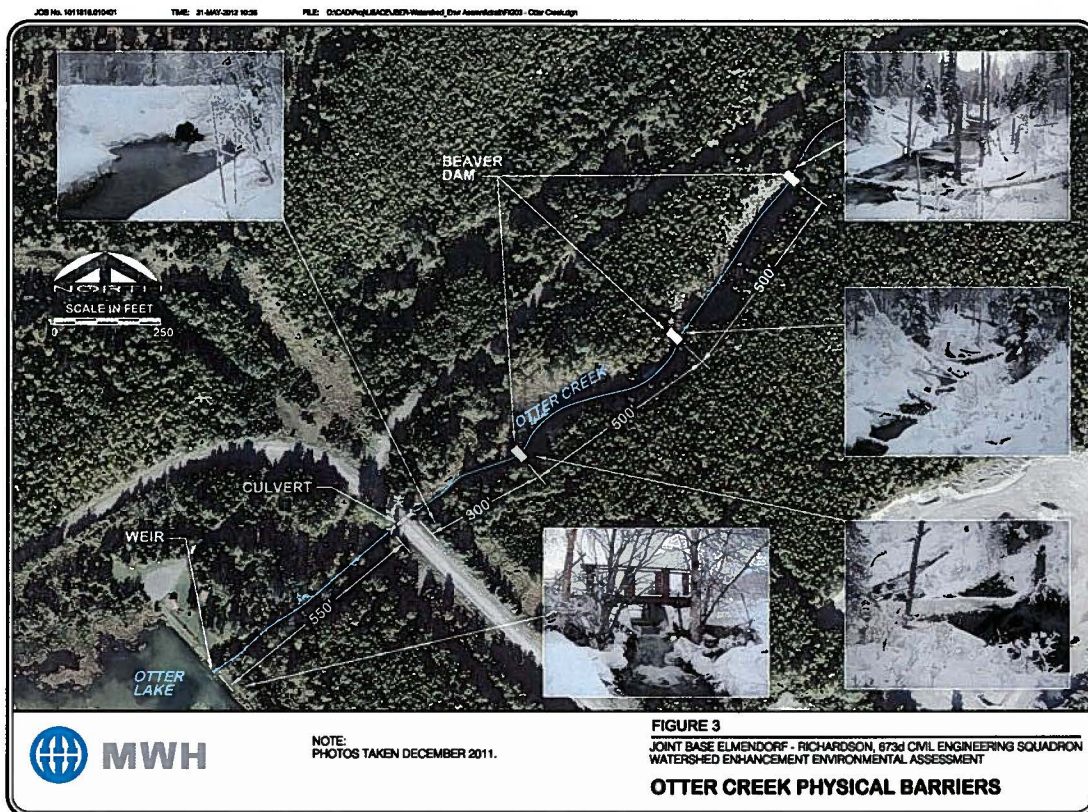 JOB No. 1011816.010401 TIME: 31-MAY-2012 10:36 FILE:
BEAVER
DAM
NORTH
SCALE IN FEET
0 250
500'
OTTER CREEK
500'
CULVERT
300'
WEIR
550'
OTTER
LAKE
MWH
NOTE:
PHOTOS TAKEN DECEMBER 2011.
FIGURE 3
JOINT BASE ELMENDORF - RICHARDSON, 673d CIVIL ENGINEERING SQUADRON
WATERSHED ENHANCEMENT ENVIRONMENTAL ASSESSMENT
OTTER CREEK PHYSICAL BARRIERS